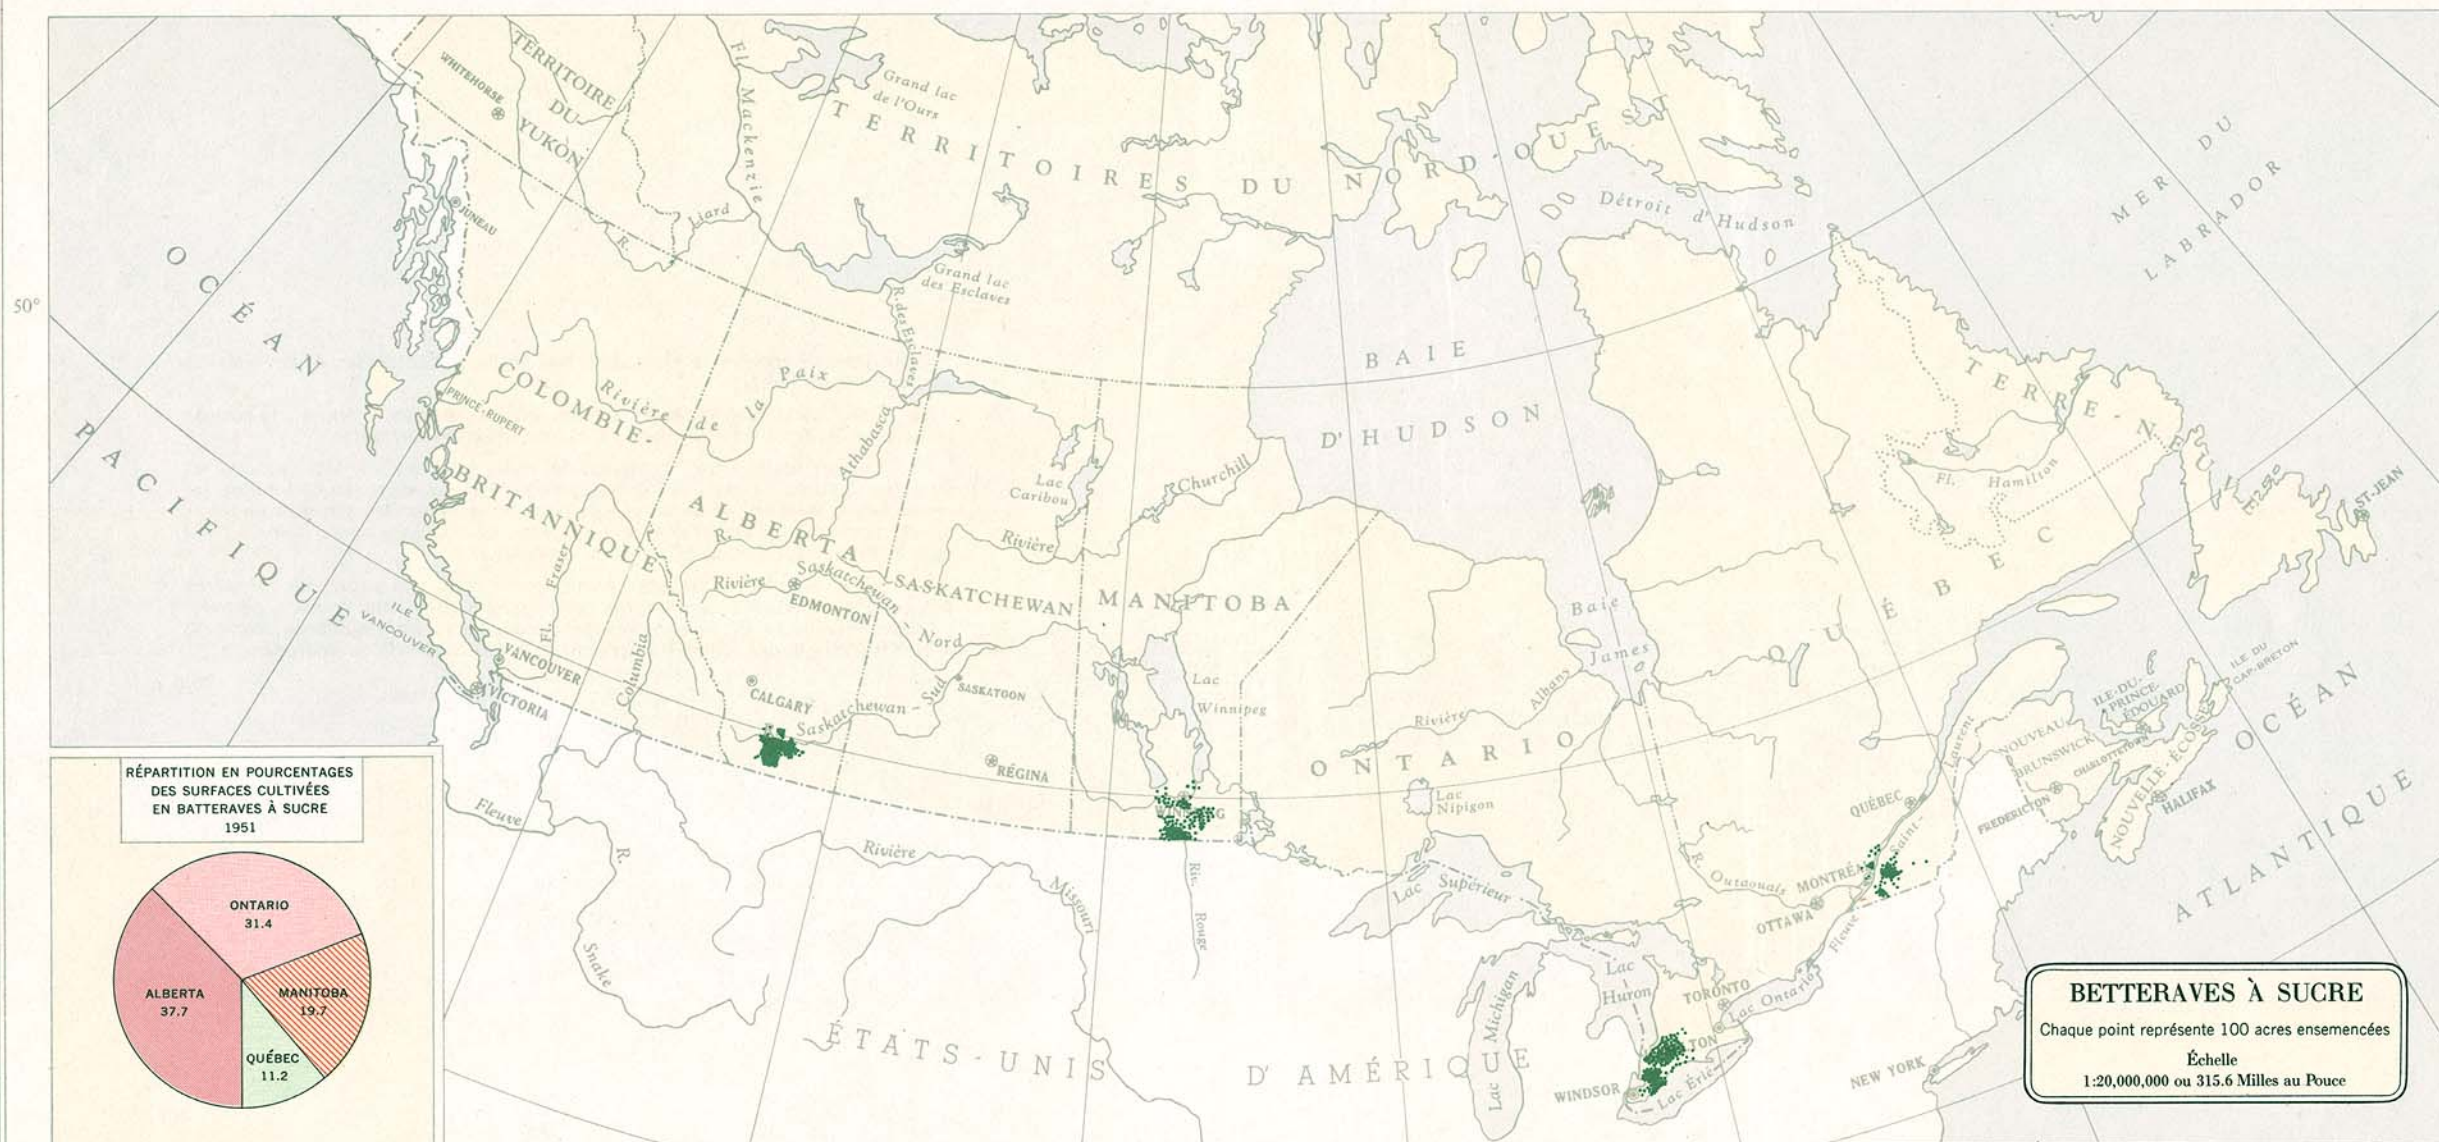 TERRITOIRE
DU
YUKÒN
WHITEHORSE
JUNEAU
Fl. Mackenzie
Grand lac
de l'Ours
TERRITOIRES DU NORD-OUEST
R. Liard
Grand lac
des Esclaves
R. des Esclaves
Détroit d'Hudson
MER DU
LABRADOR
50°
OCÉAN
PACIFIQUE
BAIE
D'HUDSON
COLOMBIE-
BRITANNIQUE
PRINCE-RUPERT
Rivière de la Paix
Athabasca
R.
ALBERTA
Lac
Caribou
Churchill
Rivière
TERRE-NEUVE
Fl. Hamilton
ST-JEAN
Fl. Fraser
Columbia
ILE
VANCOUVER
VANCOUVER
VICTORIA
Rivière Saskatchewan - Nord
EDMONTON
SASKATCHEWAN
MANITOBA
CALGARY
Saskatchewan - Sud
SASKATOON
RÉGINA
Lac
Winnipeg
WINNIPEG
Baie
James
QUÉBEC
Rivière Albany
ONTARIO
Lac
Nipigon
ILE DU
CAP-BRETON
ILE-DU-
PRINCE-
ÉDOUARD
CHARLOTTETOWN
NOUVEAU
BRUNSWICK
FREDERICTON
NOUVELLE-ÉCOSSE
HALIFAX
OCÉAN
ATLANTIQUE
QUÉBEC
Fleuve Saint-Laurent
MONTRÉAL
R. Outaouais
OTTAWA
Lac Supérieur
Lac
Huron
Lac Michigan
TORONTO
Lac Ontario
TON
Lac Érié
WINDSOR
NEW YORK
Fleuve
R. Snake
Rivière Missouri
Riv. Rouge
ÉTATS-UNIS D'AMÉRIQUE
RÉPARTITION EN POURCENTAGES
DES SURFACES CULTIVÉES
EN BATTERAVES À SUCRE
1951
ONTARIO
31.4
ALBERTA
37.7
MANITOBA
19.7
QUÉBEC
11.2
BETTERAVES À SUCRE
Chaque point représente 100 acres ensemencées
Échelle
1:20,000,000 ou 315.6 Milles au Pouce